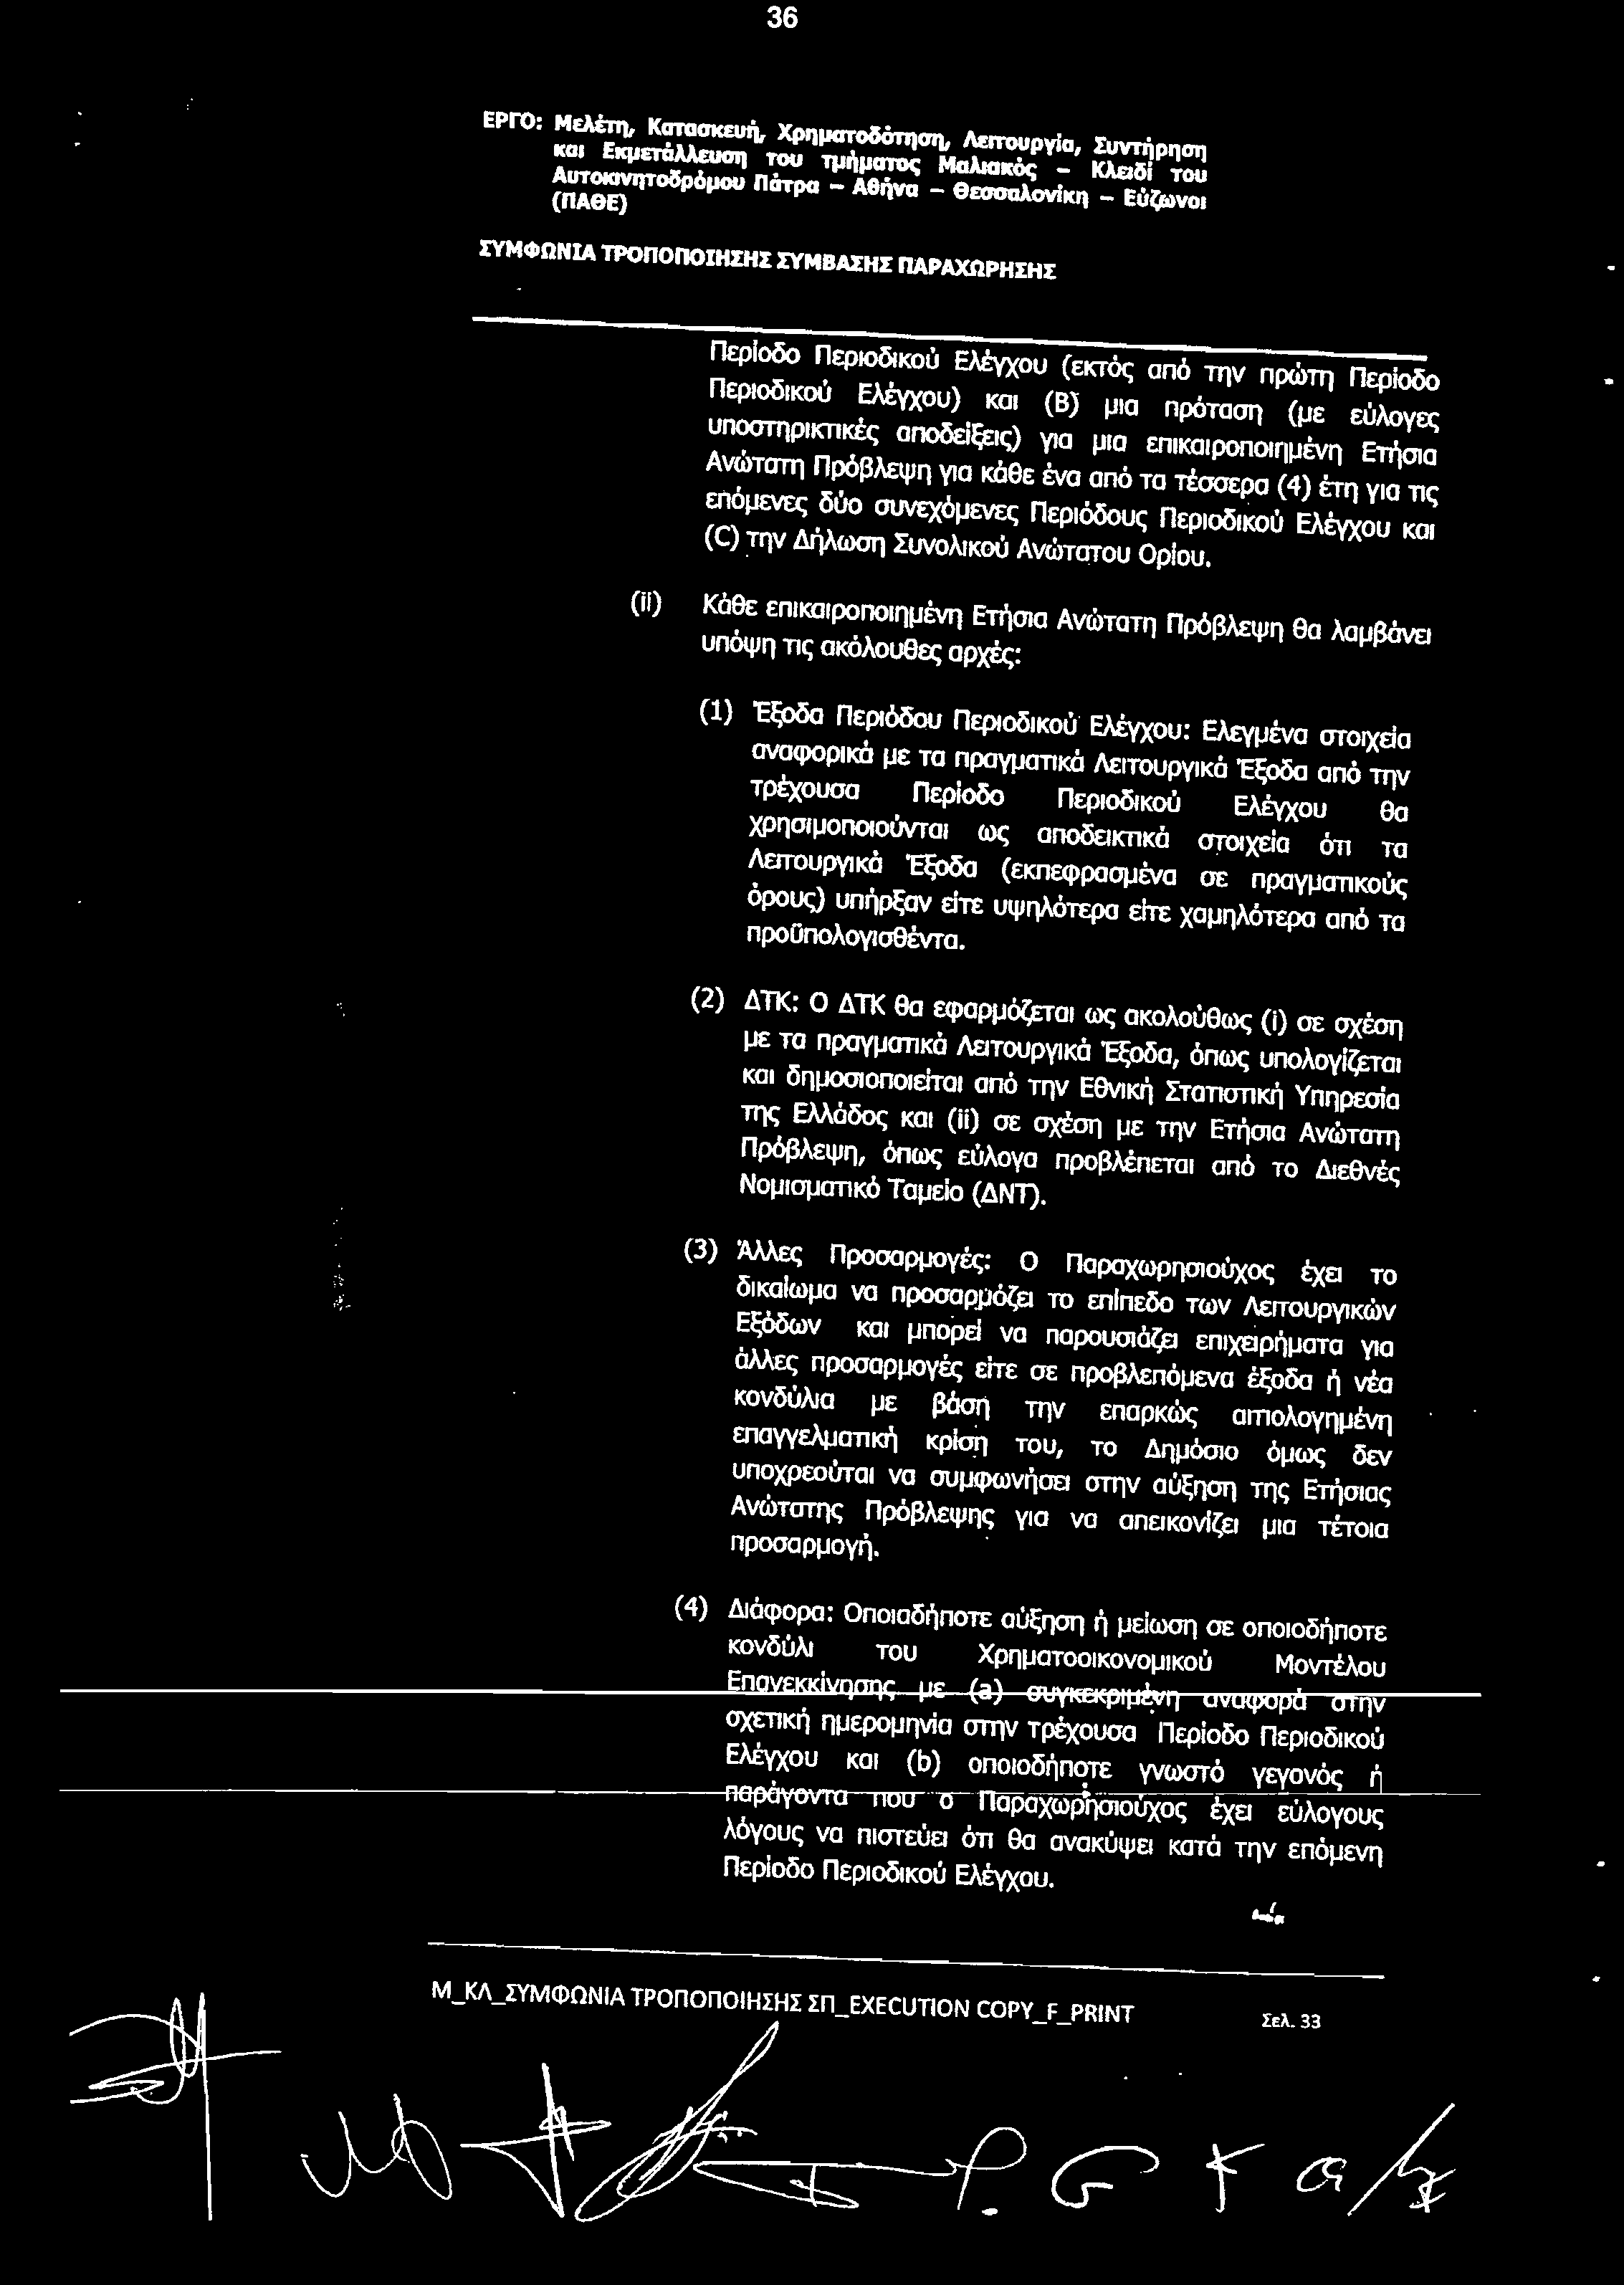 36
ΕΡΓΟ: Μελέτη, Κατασκευή, Χρηματοδότηση, Λειτουργία, Συντήρηση
και Εκμετάλλευση του τμήματος Μαλιακός – Κλειδί του
Αυτοκινητοδρόμου Πάτρα – Αθήνα – Θεσσαλονίκη – Εύζωνοι
(ΠΑΘΕ)
ΣΥΜΦΩΝΙΑ ΤΡΟΠΟΠΟΙΗΣΗΣ ΣΥΜΒΑΣΗΣ ΠΑΡΑΧΩΡΗΣΗΣ
Περίοδο Περιοδικού Ελέγχου (εκτός από την πρώτη Περίοδο
Περιοδικού Ελέγχου) και (Β) μια πρόταση (με εύλογες
υποστηρικτικές αποδείξεις) για μια επικαιροποιημένη Ετήσια
Ανώτατη Πρόβλεψη για κάθε ένα από τα τέσσερα (4) έτη για τις
επόμενες δύο συνεχόμενες Περιόδους Περιοδικού Ελέγχου και
(C) την Δήλωση Συνολικού Ανώτατου Ορίου.
(ii) Κάθε επικαιροποιημένη Ετήσια Ανώτατη Πρόβλεψη θα λαμβάνει
υπόψη τις ακόλουθες αρχές:
(1) Έξοδα Περιόδου Περιοδικού Ελέγχου: Ελεγμένα στοιχεία
αναφορικά με τα πραγματικά Λειτουργικά Έξοδα από την
τρέχουσα Περίοδο Περιοδικού Ελέγχου θα
χρησιμοποιούνται ως αποδεικτικά στοιχεία ότι τα
Λειτουργικά Έξοδα (εκπεφρασμένα σε πραγματικούς
όρους) υπήρξαν είτε υψηλότερα είτε χαμηλότερα από τα
προϋπολογισθέντα.
(2) ΔΤΚ: Ο ΔΤΚ θα εφαρμόζεται ως ακολούθως (i) σε σχέση
με τα πραγματικά Λειτουργικά Έξοδα, όπως υπολογίζεται
και δημοσιοποιείται από την Εθνική Στατιστική Υπηρεσία
της Ελλάδος και (ii) σε σχέση με την Ετήσια Ανώτατη
Πρόβλεψη, όπως εύλογα προβλέπεται από το Διεθνές
Νομισματικό Ταμείο (ΔΝΤ).
(3) Άλλες Προσαρμογές: Ο Παραχωρησιούχος έχει το
δικαίωμα να προσαρμόζει το επίπεδο των Λειτουργικών
Εξόδων και μπορεί να παρουσιάζει επιχειρήματα για
άλλες προσαρμογές είτε σε προβλεπόμενα έξοδα ή νέα
κονδύλια με βάση την επαρκώς αιτιολογημένη
επαγγελματική κρίση του, το Δημόσιο όμως δεν
υποχρεούται να συμφωνήσει στην αύξηση της Ετήσιας
Ανώτατης Πρόβλεψης για να απεικονίζει μια τέτοια
προσαρμογή.
(4) Διάφορα: Οποιαδήποτε αύξηση ή μείωση σε οποιοδήποτε
κονδύλι του Χρηματοοικονομικού Μοντέλου
Επανεκκίνησης με (a) συγκεκριμένη αναφορά στην
σχετική ημερομηνία στην τρέχουσα Περίοδο Περιοδικού
Ελέγχου και (b) οποιοδήποτε γνωστό γεγονός ή
παράγοντα που ο Παραχωρησιούχος έχει εύλογους
λόγους να πιστεύει ότι θα ανακύψει κατά την επόμενη
Περίοδο Περιοδικού Ελέγχου.
Μ_ΚΛ_ΣΥΜΦΩΝΙΑ ΤΡΟΠΟΠΟΙΗΣΗΣ ΣΠ_EXECUTION COPY_F_PRINT Σελ. 33